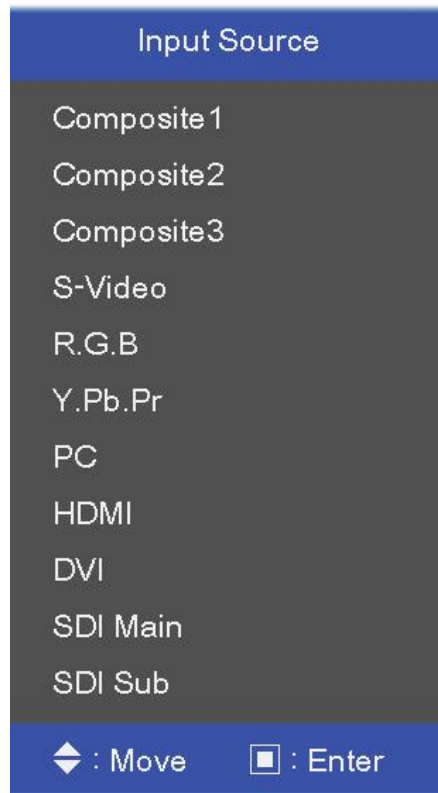 Input Source
Composite1
Composite2
Composite3
S-Video
R.G.B
Y.Pb.Pr
PC
HDMI
DVI
SDI Main
SDI Sub
: Move : Enter